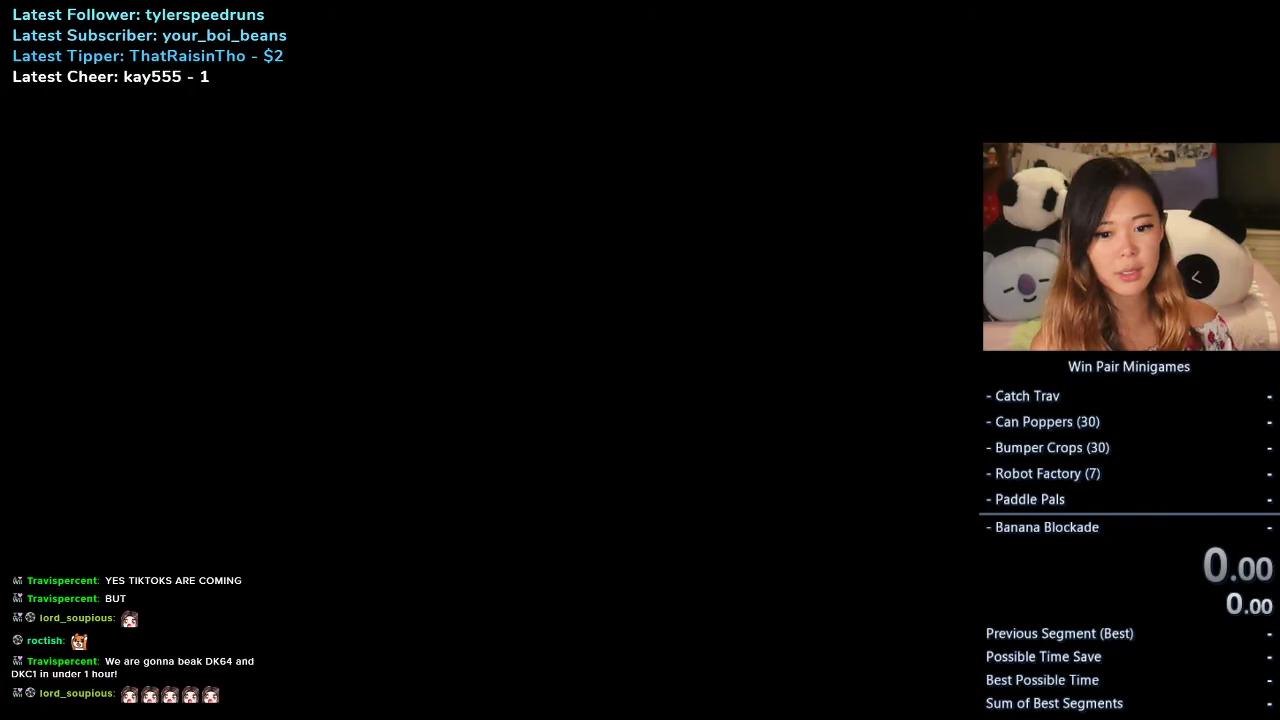 Latest Follower: tylerspeedruns
Latest Subscriber: your_boi_beans
Latest Tipper: ThatRaisinTho - $2
Latest Cheer: kay555 - 1
Win Pair Minigames
- Catch Trav -
- Can Poppers (30) -
- Bumper Crops (30) -
- Robot Factory (7) -
- Paddle Pals -
- Banana Blockade -
0.00
0.00
Previous Segment (Best) -
Possible Time Save -
Best Possible Time -
Sum of Best Segments -
Travispercent: YES TIKTOKS ARE COMING
Travispercent: BUT
lord_soupious:
roctish:
Travispercent: We are gonna beak DK64 and
DKC1 in under 1 hour!
lord_soupious: